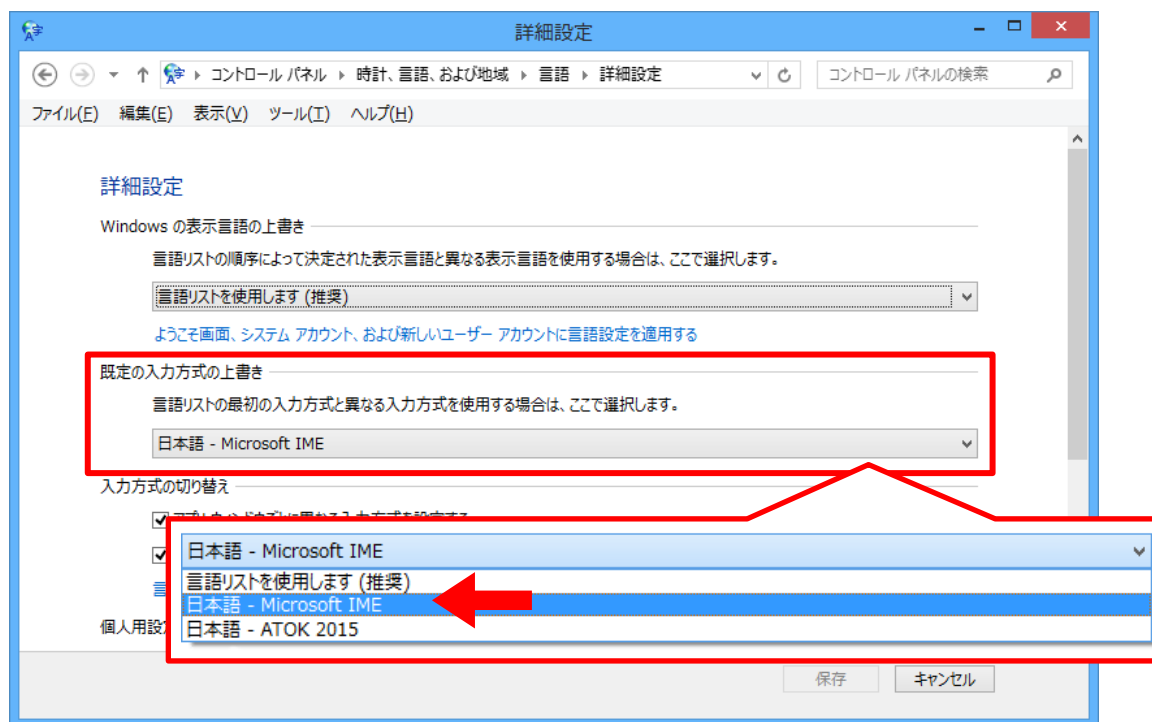 詳細設定
コントロール パネル 時計、言語、および地域 言語 詳細設定 コントロール パネルの検索
ファイル(F) 編集(E) 表示(V) ツール(T) ヘルプ(H)
詳細設定
Windows の表示言語の上書き
言語リストの順序によって決定された表示言語と異なる表示言語を使用する場合は、ここで選択します。
言語リストを使用します (推奨)
ようこそ画面、システム アカウント、および新しいユーザー アカウントに言語設定を適用する
既定の入力方式の上書き
言語リストの最初の入力方式と異なる入力方式を使用する場合は、ここで選択します。
日本語 - Microsoft IME
入力方式の切り替え
日本語 - Microsoft IME
言語リストを使用します (推奨)
日本語 - Microsoft IME
日本語 - ATOK 2015
個人用設
保存 キャンセル